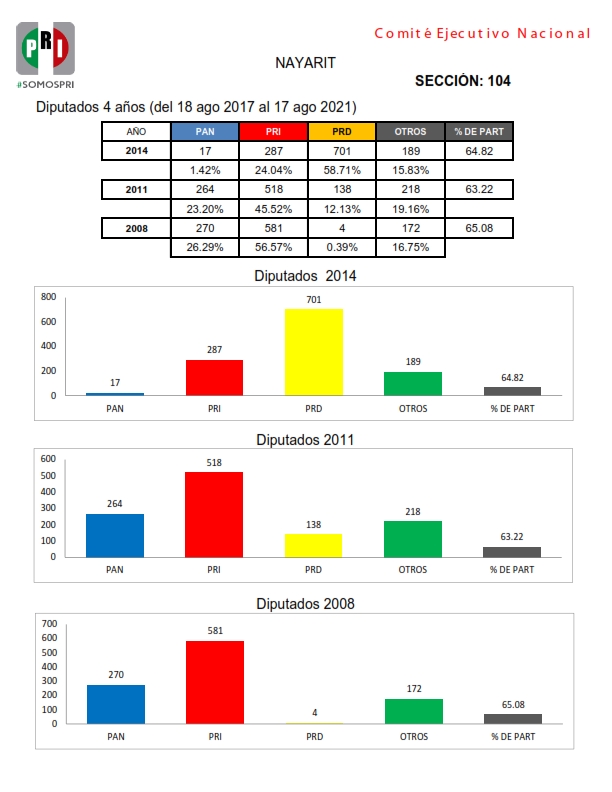 Comité Ejecutivo Nacional
PRI
#SOMOSPRI
NAYARIT
SECCIÓN: 104
Diputados 4 años (del 18 ago 2017 al 17 ago 2021)
AÑO PAN PRI PRD OTROS % DE PART
2014 17 287 701 189 64.82
1.42% 24.04% 58.71% 15.83%
2011 264 518 138 218 63.22
23.20% 45.52% 12.13% 19.16%
2008 270 581 4 172 65.08
26.29% 56.57% 0.39% 16.75%
Diputados 2014
800
701
600
400
287
200
189
17
64.82
0
PAN PRI PRD OTROS % DE PART
Diputados 2011
600
518
500
400
300
264
218
200
138
100
63.22
0
PAN PRI PRD OTROS % DE PART
Diputados 2008
700
581
600
500
400
300
270
200
172
100
65.08
4
0
PAN PRI PRD OTROS % DE PART